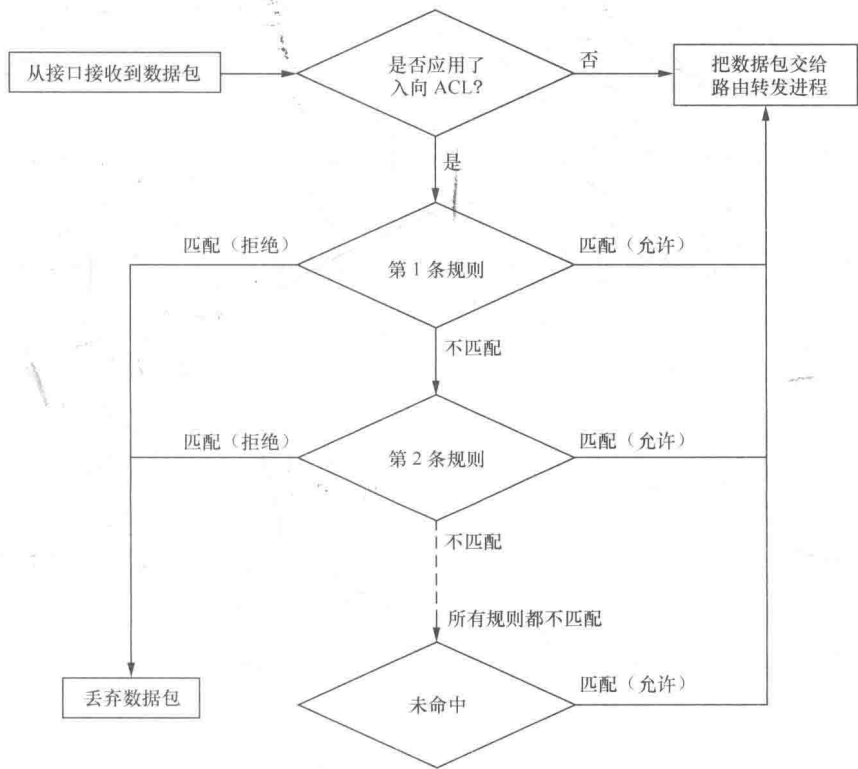 从接口接收到数据包
是否应用了
入向 ACL?
否
把数据包交给
路由转发进程
是
匹配（拒绝）
第 1 条规则
匹配（允许）
不匹配
匹配（拒绝）
第 2 条规则
匹配（允许）
不匹配
所有规则都不匹配
丢弃数据包
未命中
匹配（允许）